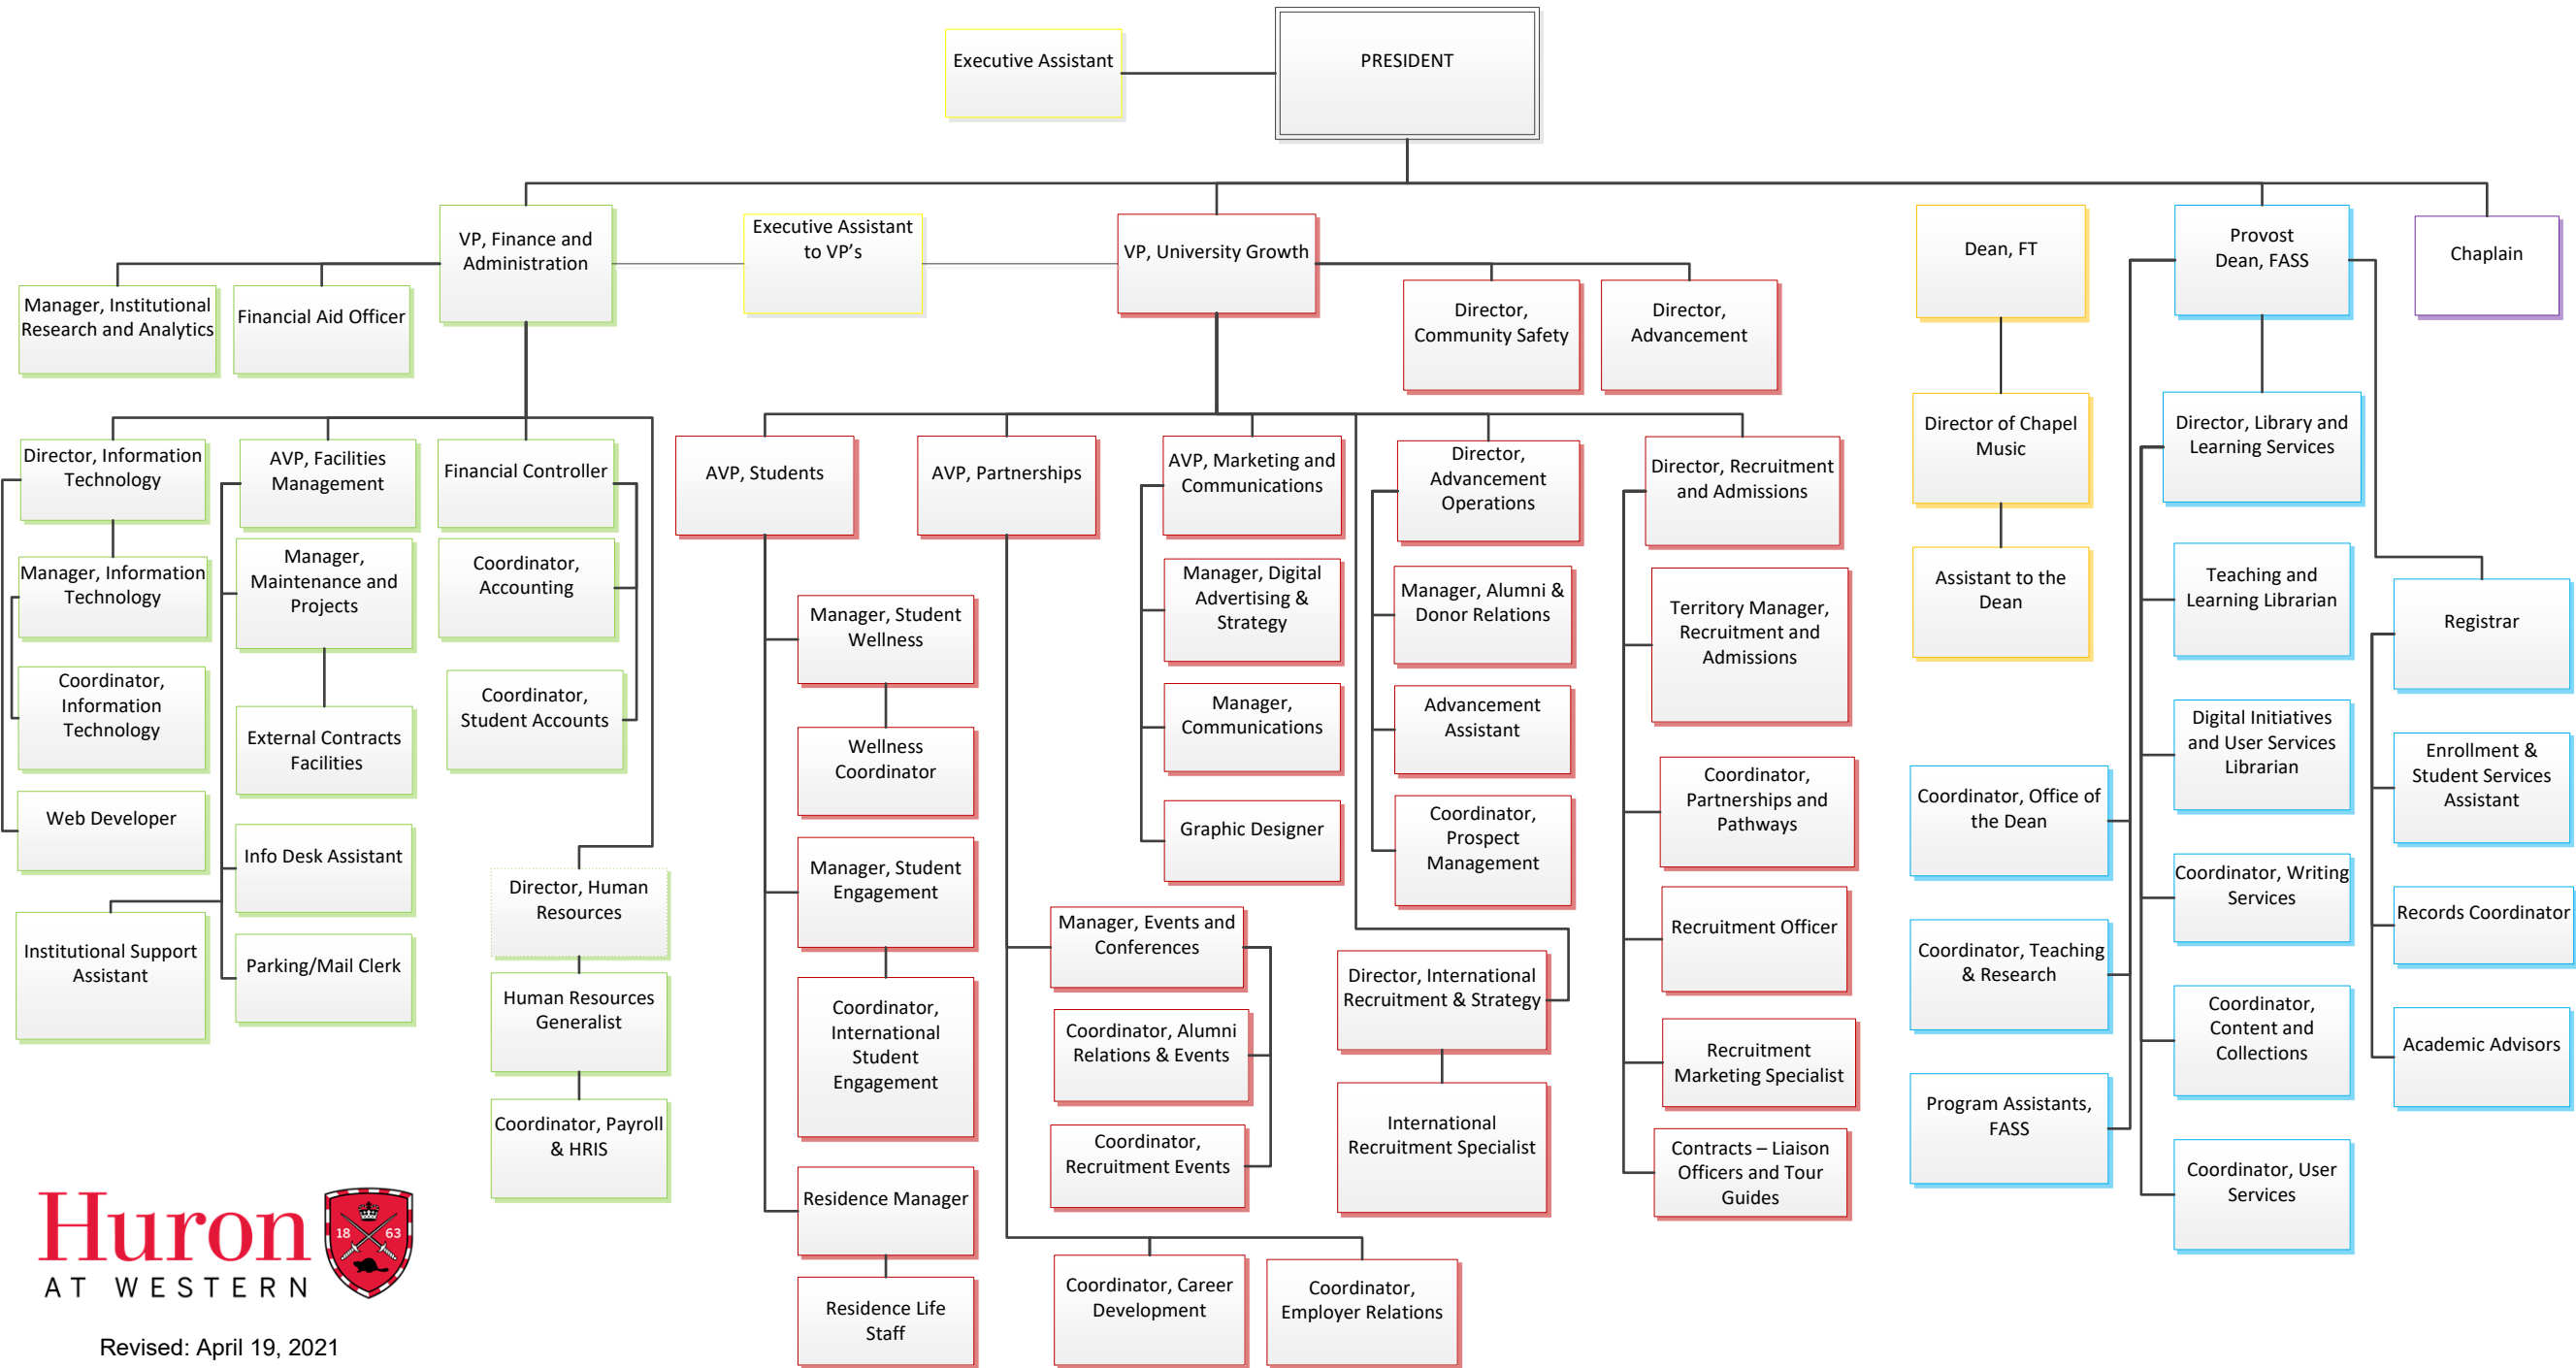 Executive Assistant
PRESIDENT
VP, Finance and
Administration
Executive Assistant
to VP's
VP, University Growth
Dean, FT
Provost
Dean, FASS
Chaplain
Manager, Institutional
Research and Analytics
Financial Aid Officer
Director,
Community Safety
Director,
Advancement
Director, Information
Technology
AVP, Facilities
Management
Financial Controller
Manager, Information
Technology
Manager,
Maintenance and
Projects
Coordinator,
Accounting
Coordinator,
Information
Technology
External Contracts
Facilities
Coordinator,
Student Accounts
Web Developer
Info Desk Assistant
Institutional Support
Assistant
Parking/Mail Clerk
Director, Human
Resources
Human Resources
Generalist
Coordinator, Payroll
& HRIS
AVP, Students
Manager, Student
Wellness
Wellness
Coordinator
Manager, Student
Engagement
Coordinator,
International
Student
Engagement
Residence Manager
Residence Life
Staff
AVP, Partnerships
Manager, Events and
Conferences
Coordinator, Alumni
Relations & Events
Coordinator,
Recruitment Events
Coordinator, Career
Development
Coordinator,
Employer Relations
AVP, Marketing and
Communications
Manager, Digital
Advertising &
Strategy
Manager,
Communications
Graphic Designer
Director,
Advancement
Operations
Manager, Alumni &
Donor Relations
Advancement
Assistant
Coordinator,
Prospect
Management
Director, International
Recruitment & Strategy
International
Recruitment Specialist
Director, Recruitment
and Admissions
Territory Manager,
Recruitment and
Admissions
Coordinator,
Partnerships and
Pathways
Recruitment Officer
Recruitment
Marketing Specialist
Contracts – Liaison
Officers and Tour
Guides
Director of Chapel
Music
Assistant to the
Dean
Coordinator, Office of
the Dean
Coordinator, Teaching
& Research
Program Assistants,
FASS
Director, Library and
Learning Services
Teaching and
Learning Librarian
Digital Initiatives
and User Services
Librarian
Coordinator, Writing
Services
Coordinator,
Content and
Collections
Coordinator, User
Services
Registrar
Enrollment &
Student Services
Assistant
Records Coordinator
Academic Advisors
Huron
18 63
AT WESTERN
Revised: April 19, 2021